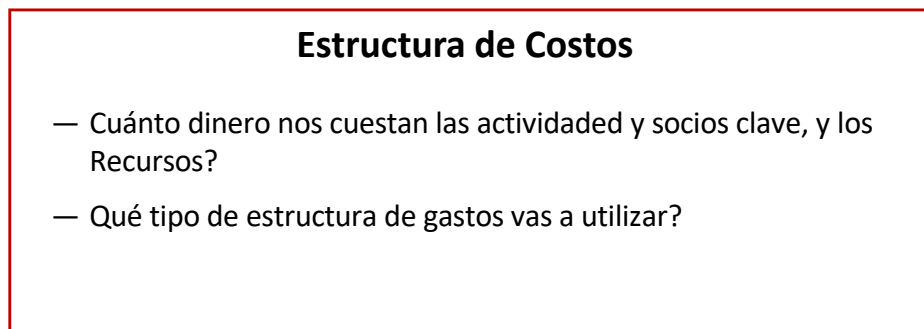 Estructura de Costos
— Cuánto dinero nos cuestan las actividaded y socios clave, y los
Recursos?
— Qué tipo de estructura de gastos vas a utilizar?